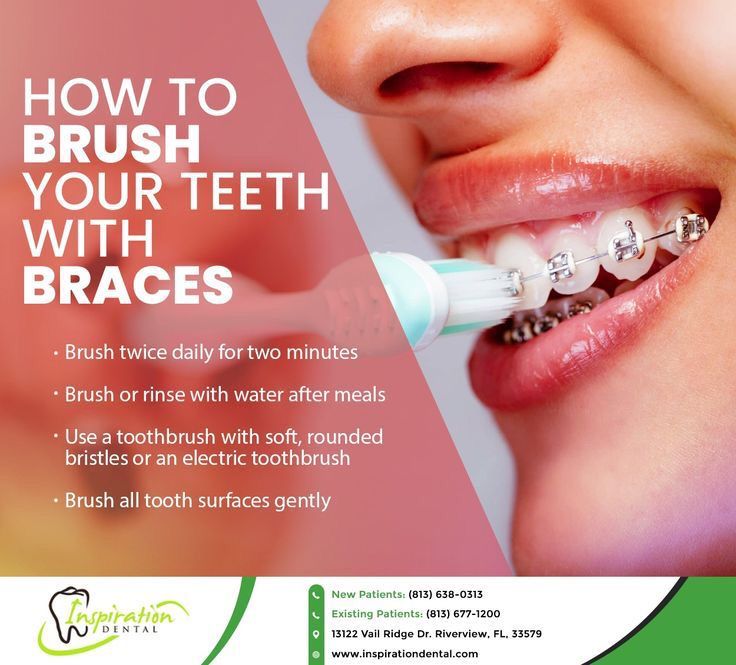 HOW TO
BRUSH
YOUR TEETH
WITH
BRACES
· Brush twice daily for two minutes
· Brush or rinse with water after meals
· Use a toothbrush with soft, rounded
bristles or an electric toothbrush
· Brush all tooth surfaces gently
Inspiration
DENTAL
New Patients: (813) 638-0313
Existing Patients: (813) 677-1200
13122 Vail Ridge Dr. Riverview, FL, 33579
www.inspirationdental.com